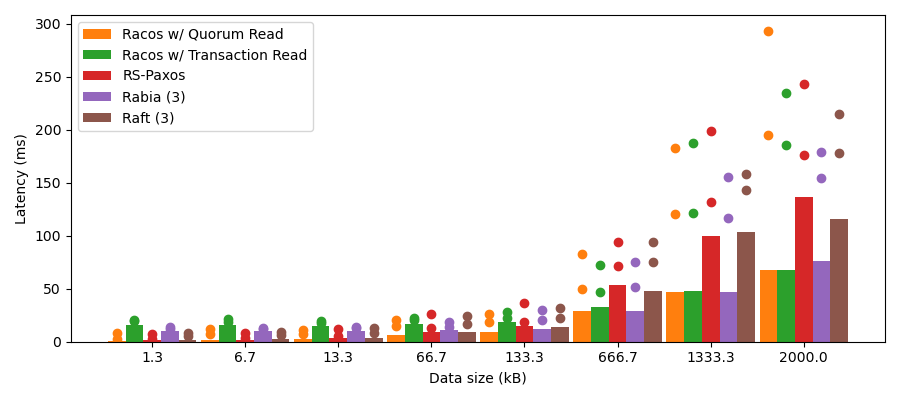 300
250
200
150
100
50
0
Latency (ms)
Racos w/ Quorum Read
Racos w/ Transaction Read
RS-Paxos
Rabia (3)
Raft (3)
1.3 6.7 13.3 66.7 133.3 666.7 1333.3 2000.0
Data size (kB)